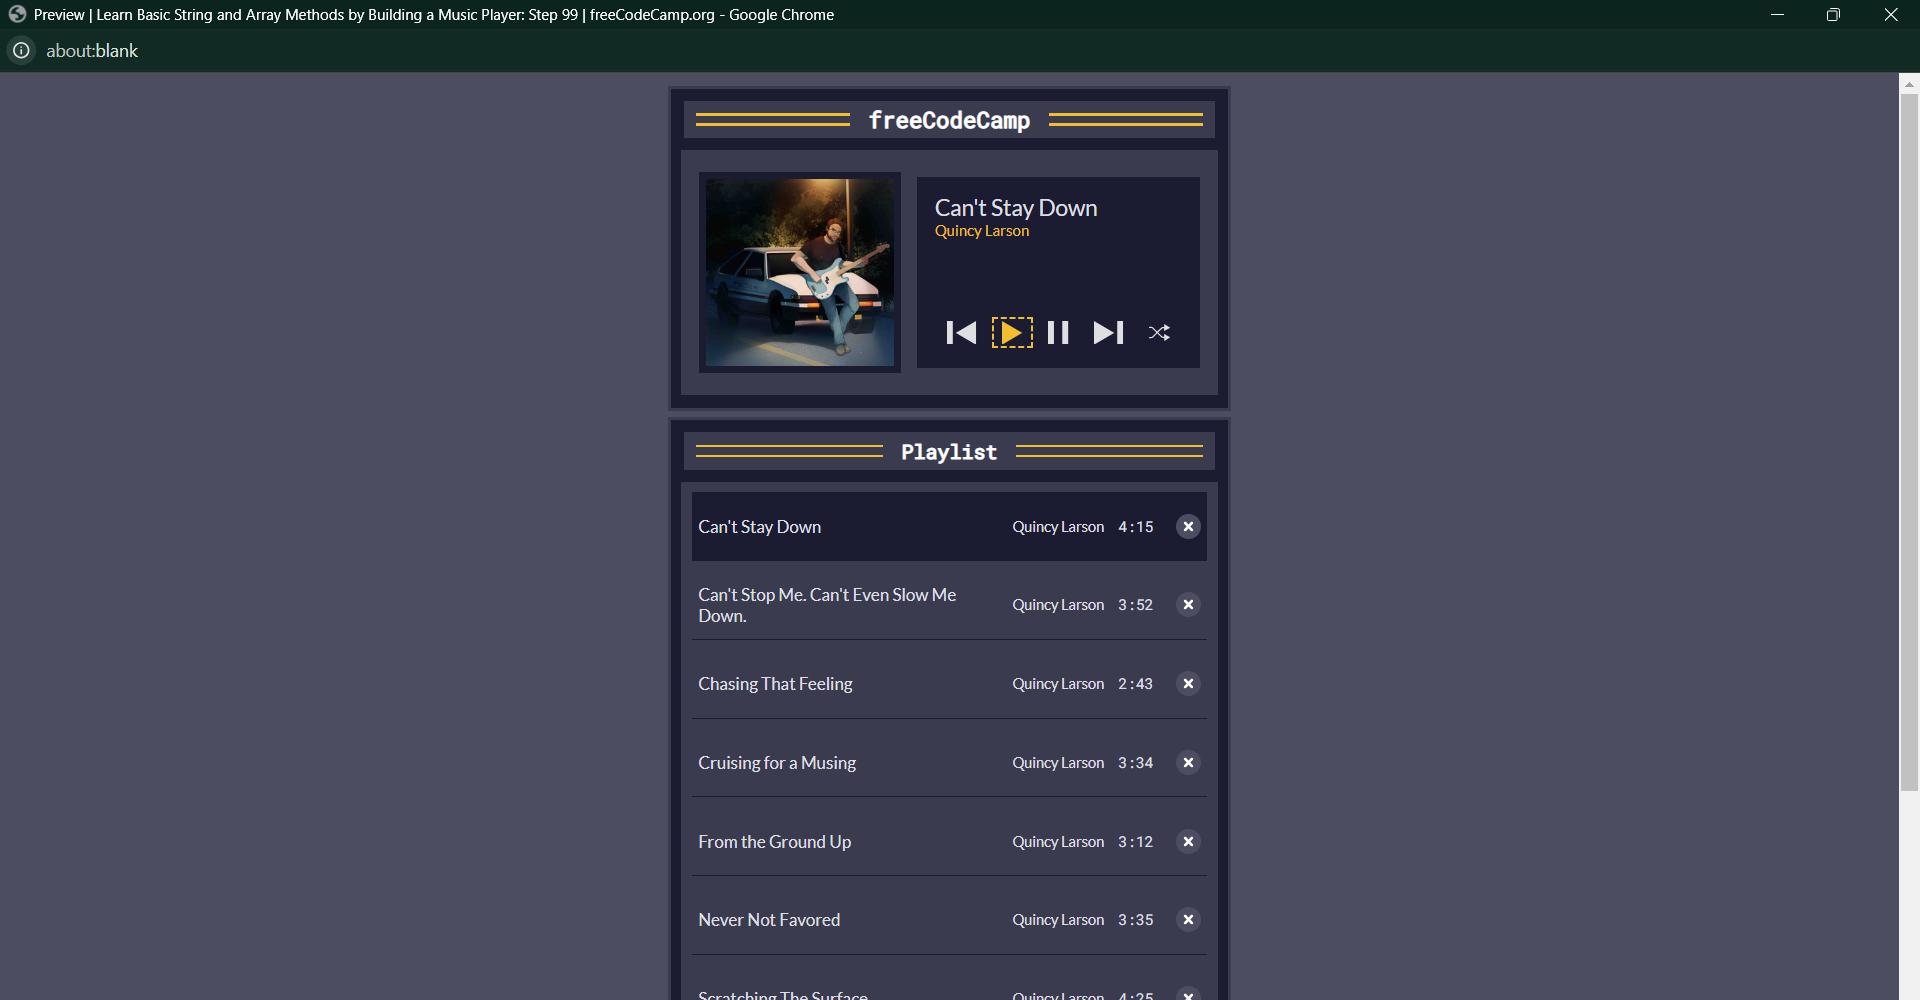 Preview | Learn Basic String and Array Methods by Building a Music Player: Step 99 | freeCodeCamp.org - Google Chrome
about:blank
freeCodeCamp
Can't Stay Down
Quincy Larson
Playlist
Can't Stay Down Quincy Larson 4:15
Can't Stop Me. Can't Even Slow Me
Down. Quincy Larson 3:52
Chasing That Feeling Quincy Larson 2:43
Cruising for a Musing Quincy Larson 3:34
From the Ground Up Quincy Larson 3:12
Never Not Favored Quincy Larson 3:35
Scratching The Surface Quincy Larson 4:25